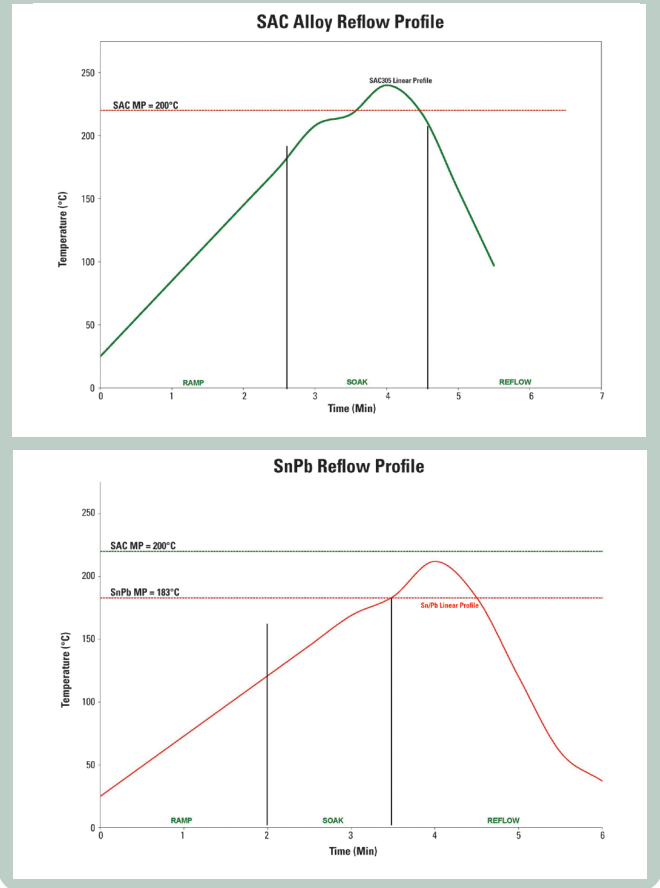 SAC Alloy Reflow Profile
250
SAC305 Linear Profile
SAC MP = 200°C
200
150
Temperature (°C)
100
50
RAMP
SOAK
REFLOW
0
0 1 2 3 4 5 6 7
Time (Min)
SnPb Reflow Profile
250
SAC MP = 200°C
200
SnPb MP = 183°C
Sn/Pb Linear Profile
150
Temperature (°C)
100
50
RAMP
SOAK
REFLOW
0
0 1 2 3 4 5 6
Time (Min)